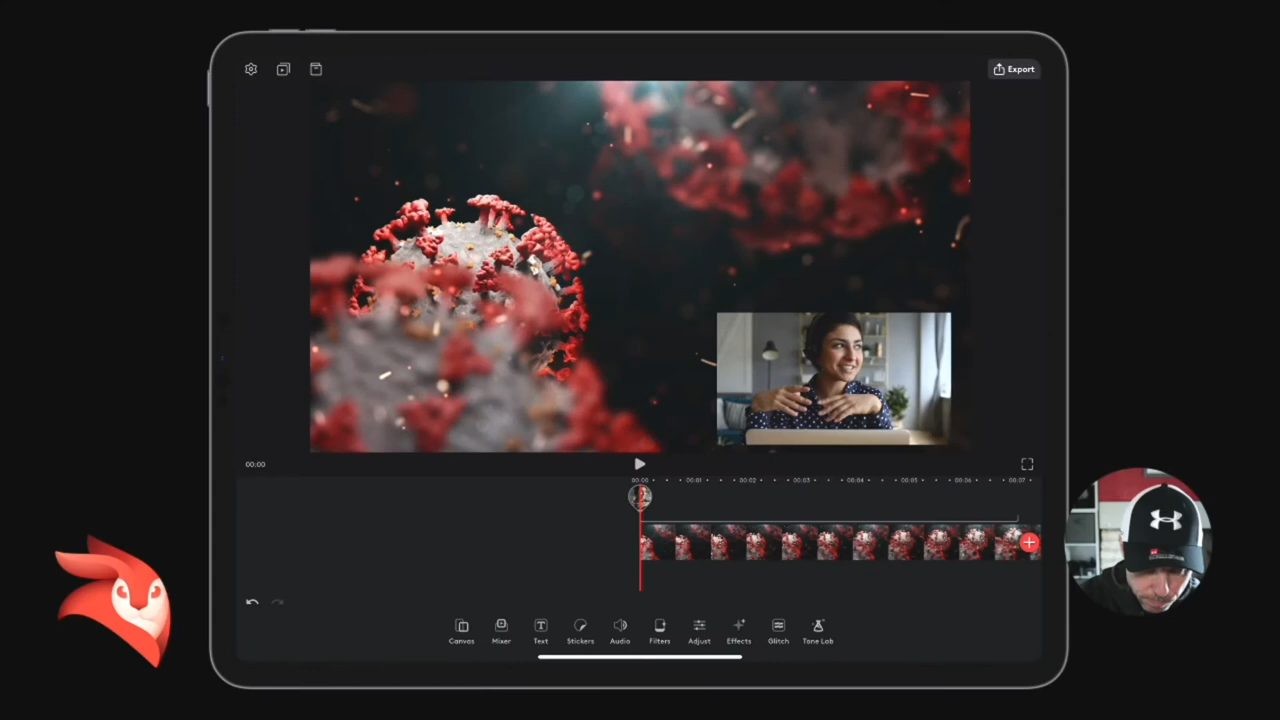 Export
00:00
00:00 00:01 00:02 00:03 00:04 00:05 00:06 00:07
Canvas Mixer Text Stickers Audio Filters Adjust Effects Glitch Tone Lab